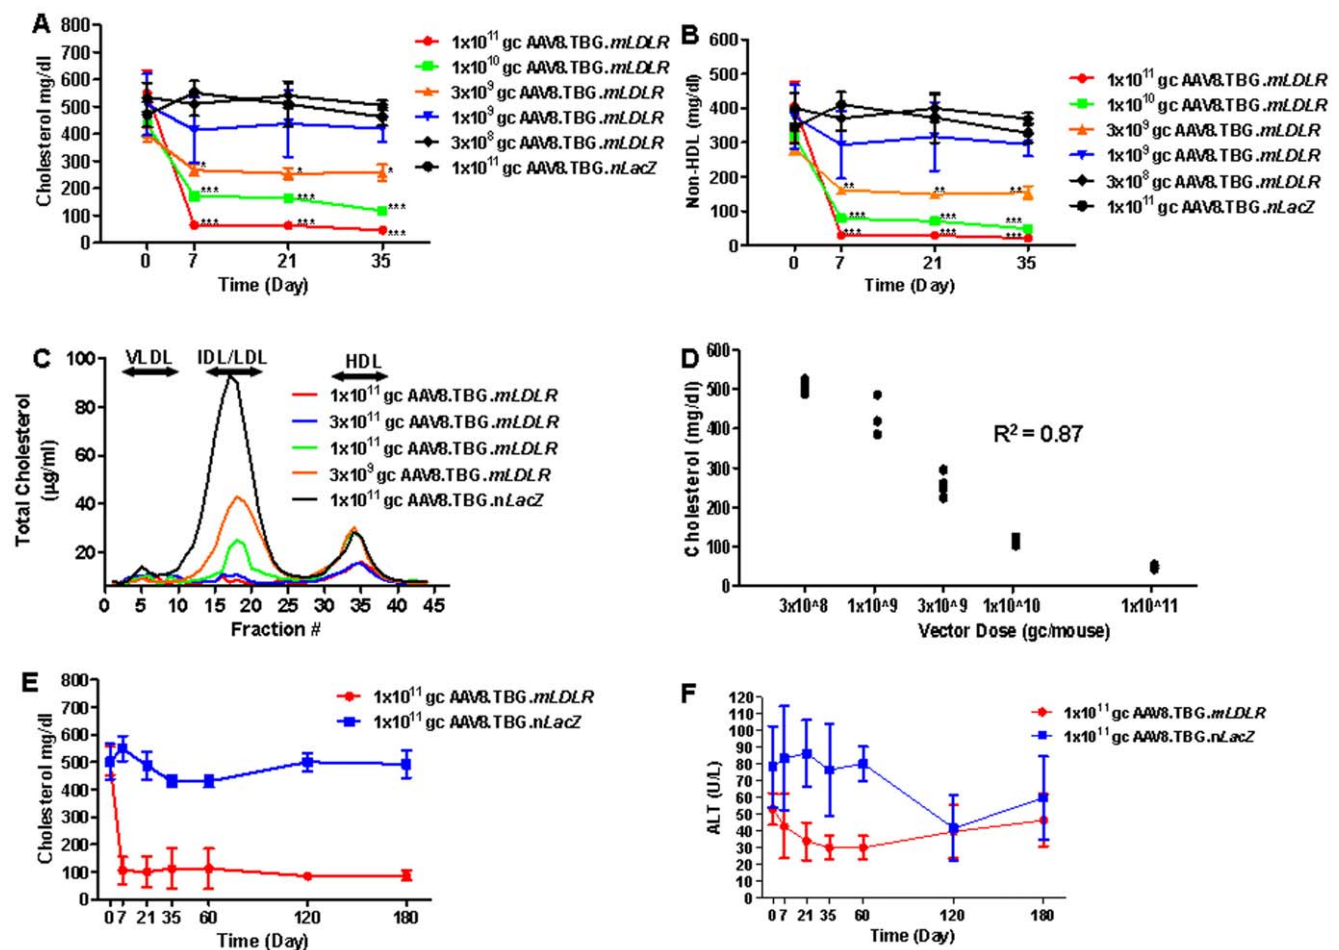 A
800
700
600
500
400
300
200
100
0
Cholesterol mg/dl
0 7 21 35
Time (Day)
* * *
*** *** ***
*** *** ***
1x10¹¹ gc AAV8.TBG.mLDLR
1x10¹⁰ gc AAV8.TBG.mLDLR
3x10⁹ gc AAV8.TBG.mLDLR
1x10⁹ gc AAV8.TBG.mLDLR
3x10⁸ gc AAV8.TBG.mLDLR
1x10¹¹ gc AAV8.TBG.nLacZ
B
600
500
400
300
200
100
0
Non-HDL (mg/dl)
0 7 21 35
Time (Day)
** ** **
*** *** ***
*** *** ***
1x10¹¹ gc AAV8.TBG.mLDLR
1x10¹⁰ gc AAV8.TBG.mLDLR
3x10⁹ gc AAV8.TBG.mLDLR
1x10⁹ gc AAV8.TBG.mLDLR
3x10⁸ gc AAV8.TBG.mLDLR
1x10¹¹ gc AAV8.TBG.nLacZ
C
VLDL IDL/LDL HDL
100
80
60
40
20
Total Cholesterol
(µg/ml)
0 5 10 15 20 25 30 35 40 45
Fraction #
1x10¹¹ gc AAV8.TBG.mLDLR
3x10¹¹ gc AAV8.TBG.mLDLR
1x10¹¹ gc AAV8.TBG.mLDLR
3x10⁹ gc AAV8.TBG.mLDLR
1x10¹¹ gc AAV8.TBG.nLacZ
D
600
500
400
300
200
100
0
Cholesterol (mg/dl)
R² = 0.87
3x10^8 1x10^9 3x10^9 1x10^10 1x10^11
Vector Dose (gc/mouse)
E
800
700
600
500
400
300
200
100
0
Cholesterol mg/dl
0 7 21 35 60 120 180
Time (Day)
1x10¹¹ gc AAV8.TBG.mLDLR
1x10¹¹ gc AAV8.TBG.nLacZ
F
120
110
100
90
80
70
60
50
40
30
20
10
0
ALT (U/L)
0 7 21 35 60 120 180
Time (Day)
1x10¹¹ gc AAV8.TBG.mLDLR
1x10¹¹ gc AAV8.TBG.nLacZ